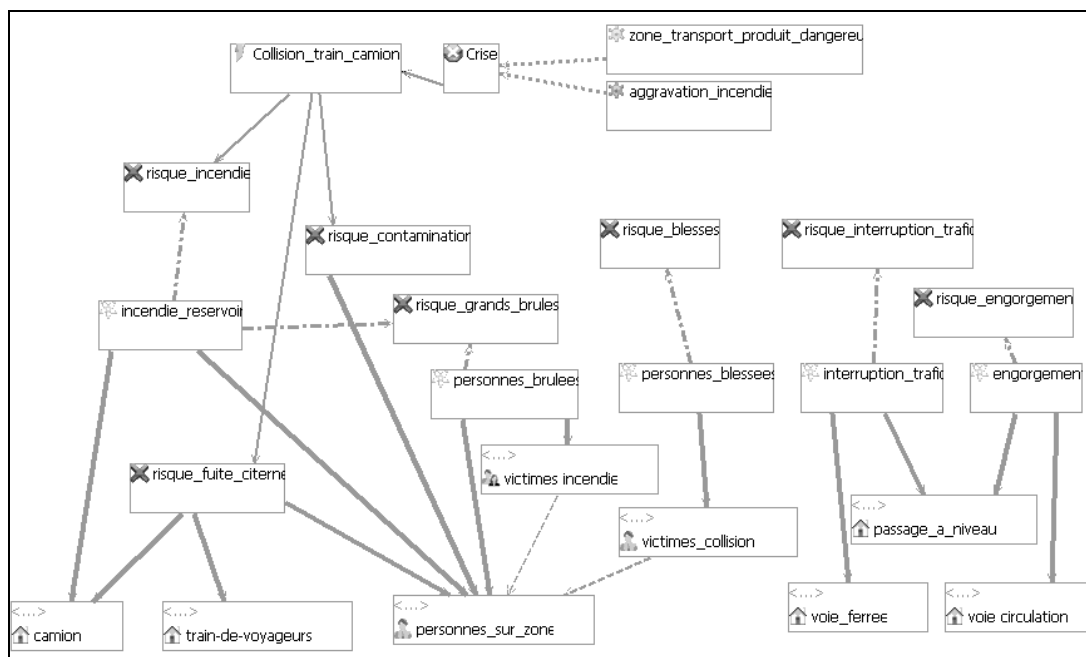 zone_transport_produit_dangereu
Collision_train_camion
Crise
aggravation_incendie
risque_incendie
risque_contamination
risque_blesses
risque_interruption_trafic
incendie_reservoir
risque_grands_brules
risque_engorgement
personnes_brulees
personnes_blessees
interruption_trafic
engorgement
risque_fuite_citerne
<...>
victimes incendie
<...>
passage_a_niveau
<...>
victimes_collision
<...>
camion
<...>
train-de-voyageurs
<...>
personnes_sur_zone
<...>
voie_ferree
<...>
voie circulation